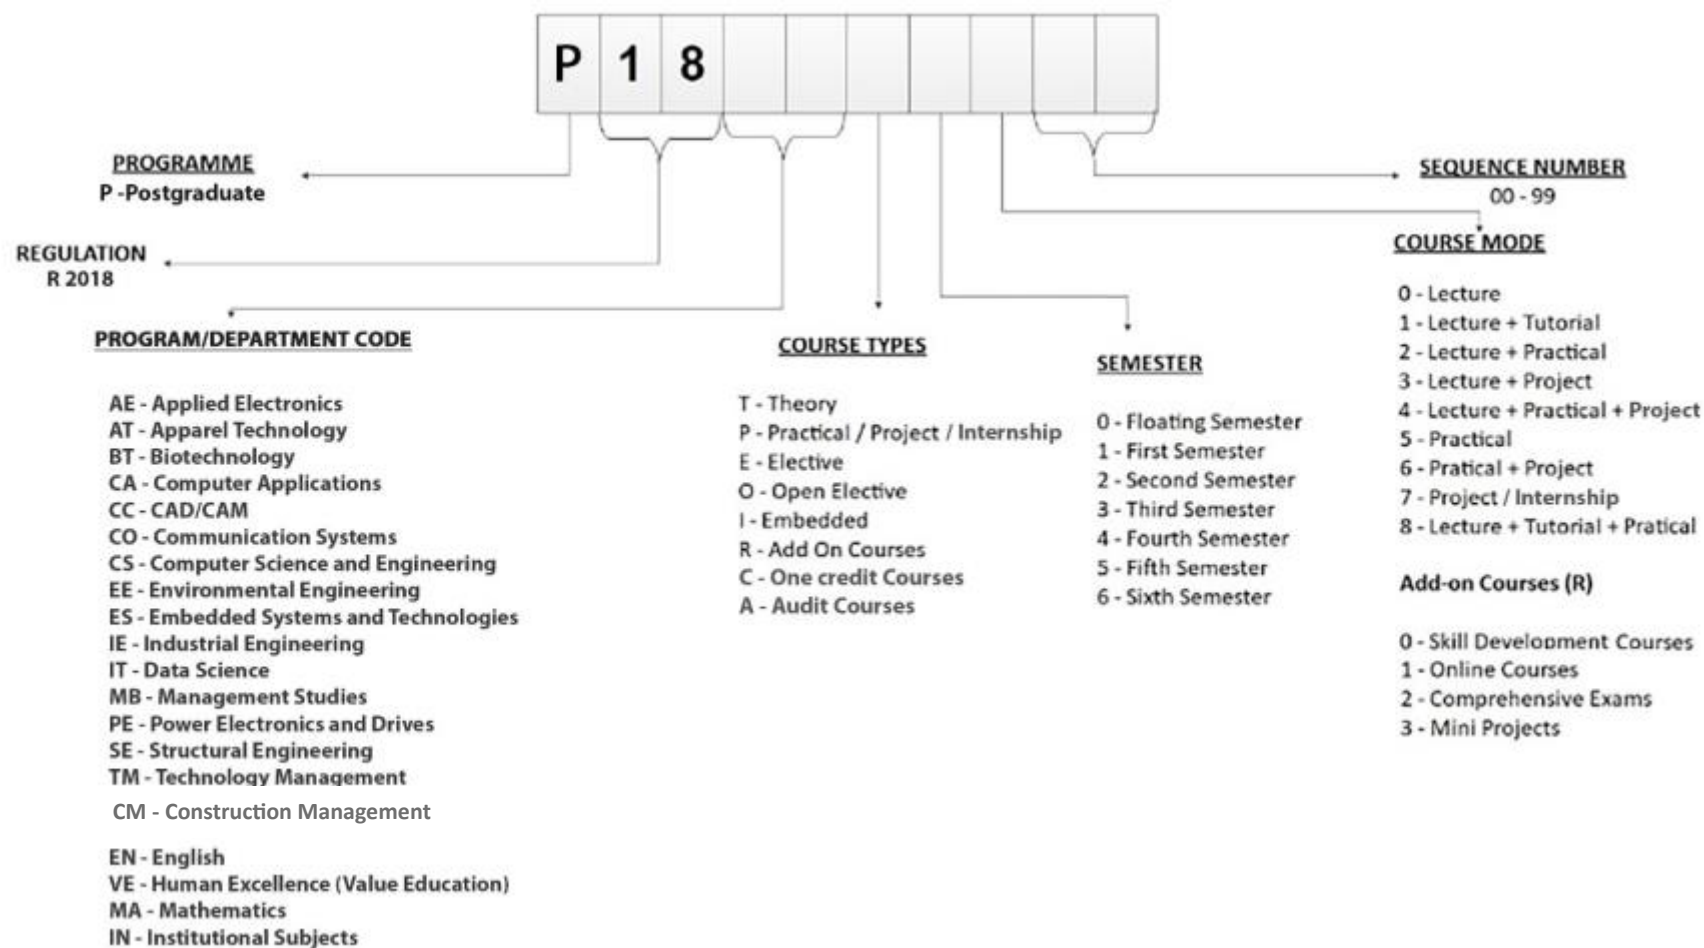 P 1 8
PROGRAMME
P -Postgraduate
REGULATION
R 2018
PROGRAM/DEPARTMENT CODE
AE - Applied Electronics
AT - Apparel Technology
BT - Biotechnology
CA - Computer Applications
CC - CAD/CAM
CO - Communication Systems
CS - Computer Science and Engineering
EE - Environmental Engineering
ES - Embedded Systems and Technologies
IE - Industrial Engineering
IT - Data Science
MB - Management Studies
PE - Power Electronics and Drives
SE - Structural Engineering
TM - Technology Management
CM - Construction Management
EN - English
VE - Human Excellence (Value Education)
MA - Mathematics
IN - Institutional Subjects
COURSE TYPES
T - Theory
P - Practical / Project / Internship
E - Elective
O - Open Elective
I - Embedded
R - Add On Courses
C - One credit Courses
A - Audit Courses
SEMESTER
0 - Floating Semester
1 - First Semester
2 - Second Semester
3 - Third Semester
4 - Fourth Semester
5 - Fifth Semester
6 - Sixth Semester
SEQUENCE NUMBER
00 - 99
COURSE MODE
0 - Lecture
1 - Lecture + Tutorial
2 - Lecture + Practical
3 - Lecture + Project
4 - Lecture + Practical + Project
5 - Practical
6 - Pratical + Project
7 - Project / Internship
8 - Lecture + Tutorial + Pratical
Add-on Courses (R)
0 - Skill Development Courses
1 - Online Courses
2 - Comprehensive Exams
3 - Mini Projects